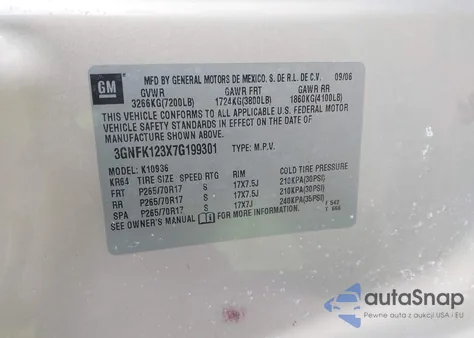 GM
MFD BY GENERAL MOTORS DE MEXICO, S. DE R.L. DE C.V. 09/06
GVWR GAWR FRT GAWR RR
3266KG(7200LB) 1724KG(3800LB) 1860KG(4100LB)
THIS VEHICLE CONFORMS TO ALL APPLICABLE U.S. FEDERAL MOTOR
VEHICLE SAFETY STANDARDS IN EFFECT ON THE DATE OF
MANUFACTURE SHOWN ABOVE.
3GNFK123X7G199301 TYPE: M.P.V.
MODEL: K10936
KR64 TIRE SIZE SPEED RTG RIM COLD TIRE PRESSURE
FRT P265/70R17 S 17X7.5J 210KPA(30PSI)
RR P265/70R17 S 17X7.5J 210KPA(30PSI)
SPA P265/70R17 S 17X7J 240KPA(35PSI)
SEE OWNER'S MANUAL FOR MORE INFORMATION.
autoSnap
Pewne auta z aukcji USA i EU